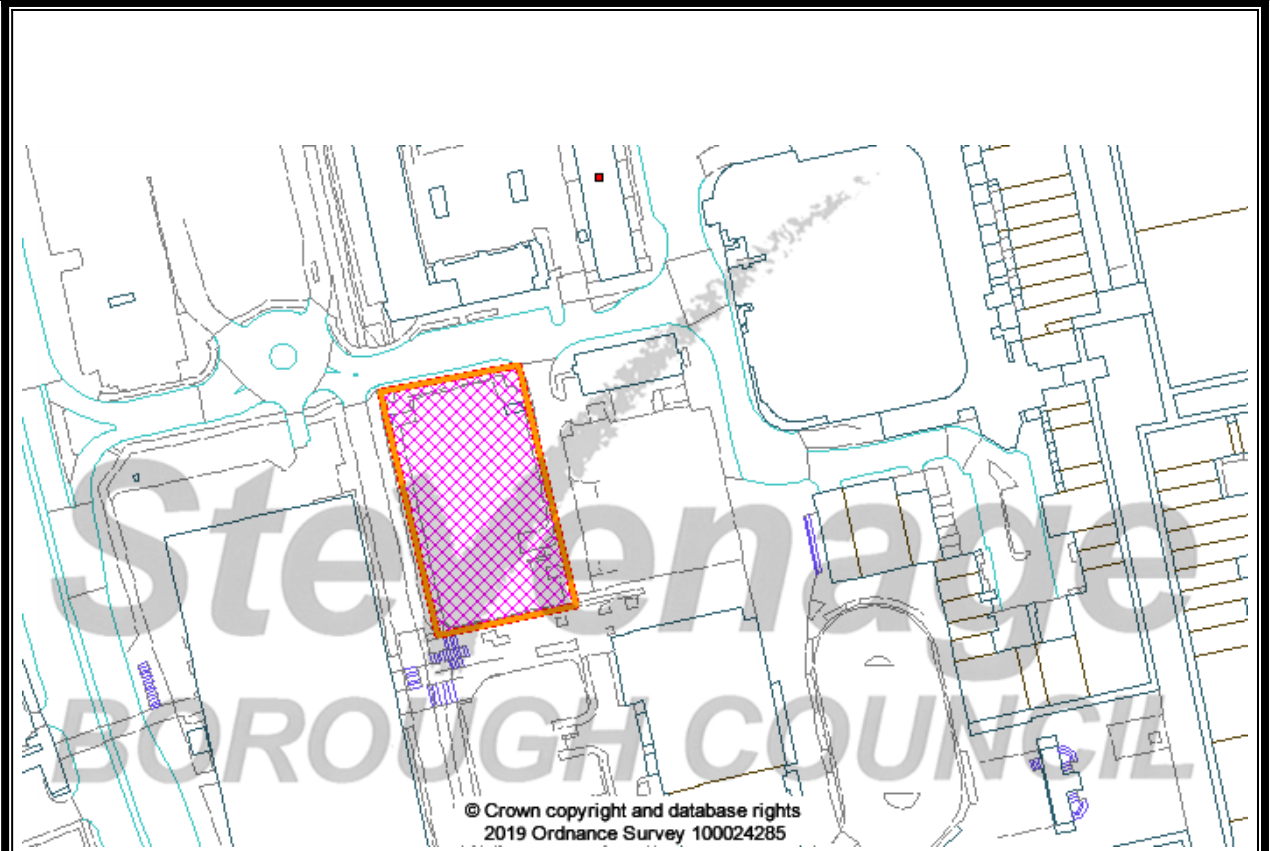 Stevenage
BOROUGH COUNCIL
© Crown copyright and database rights
2019 Ordnance Survey 100024285